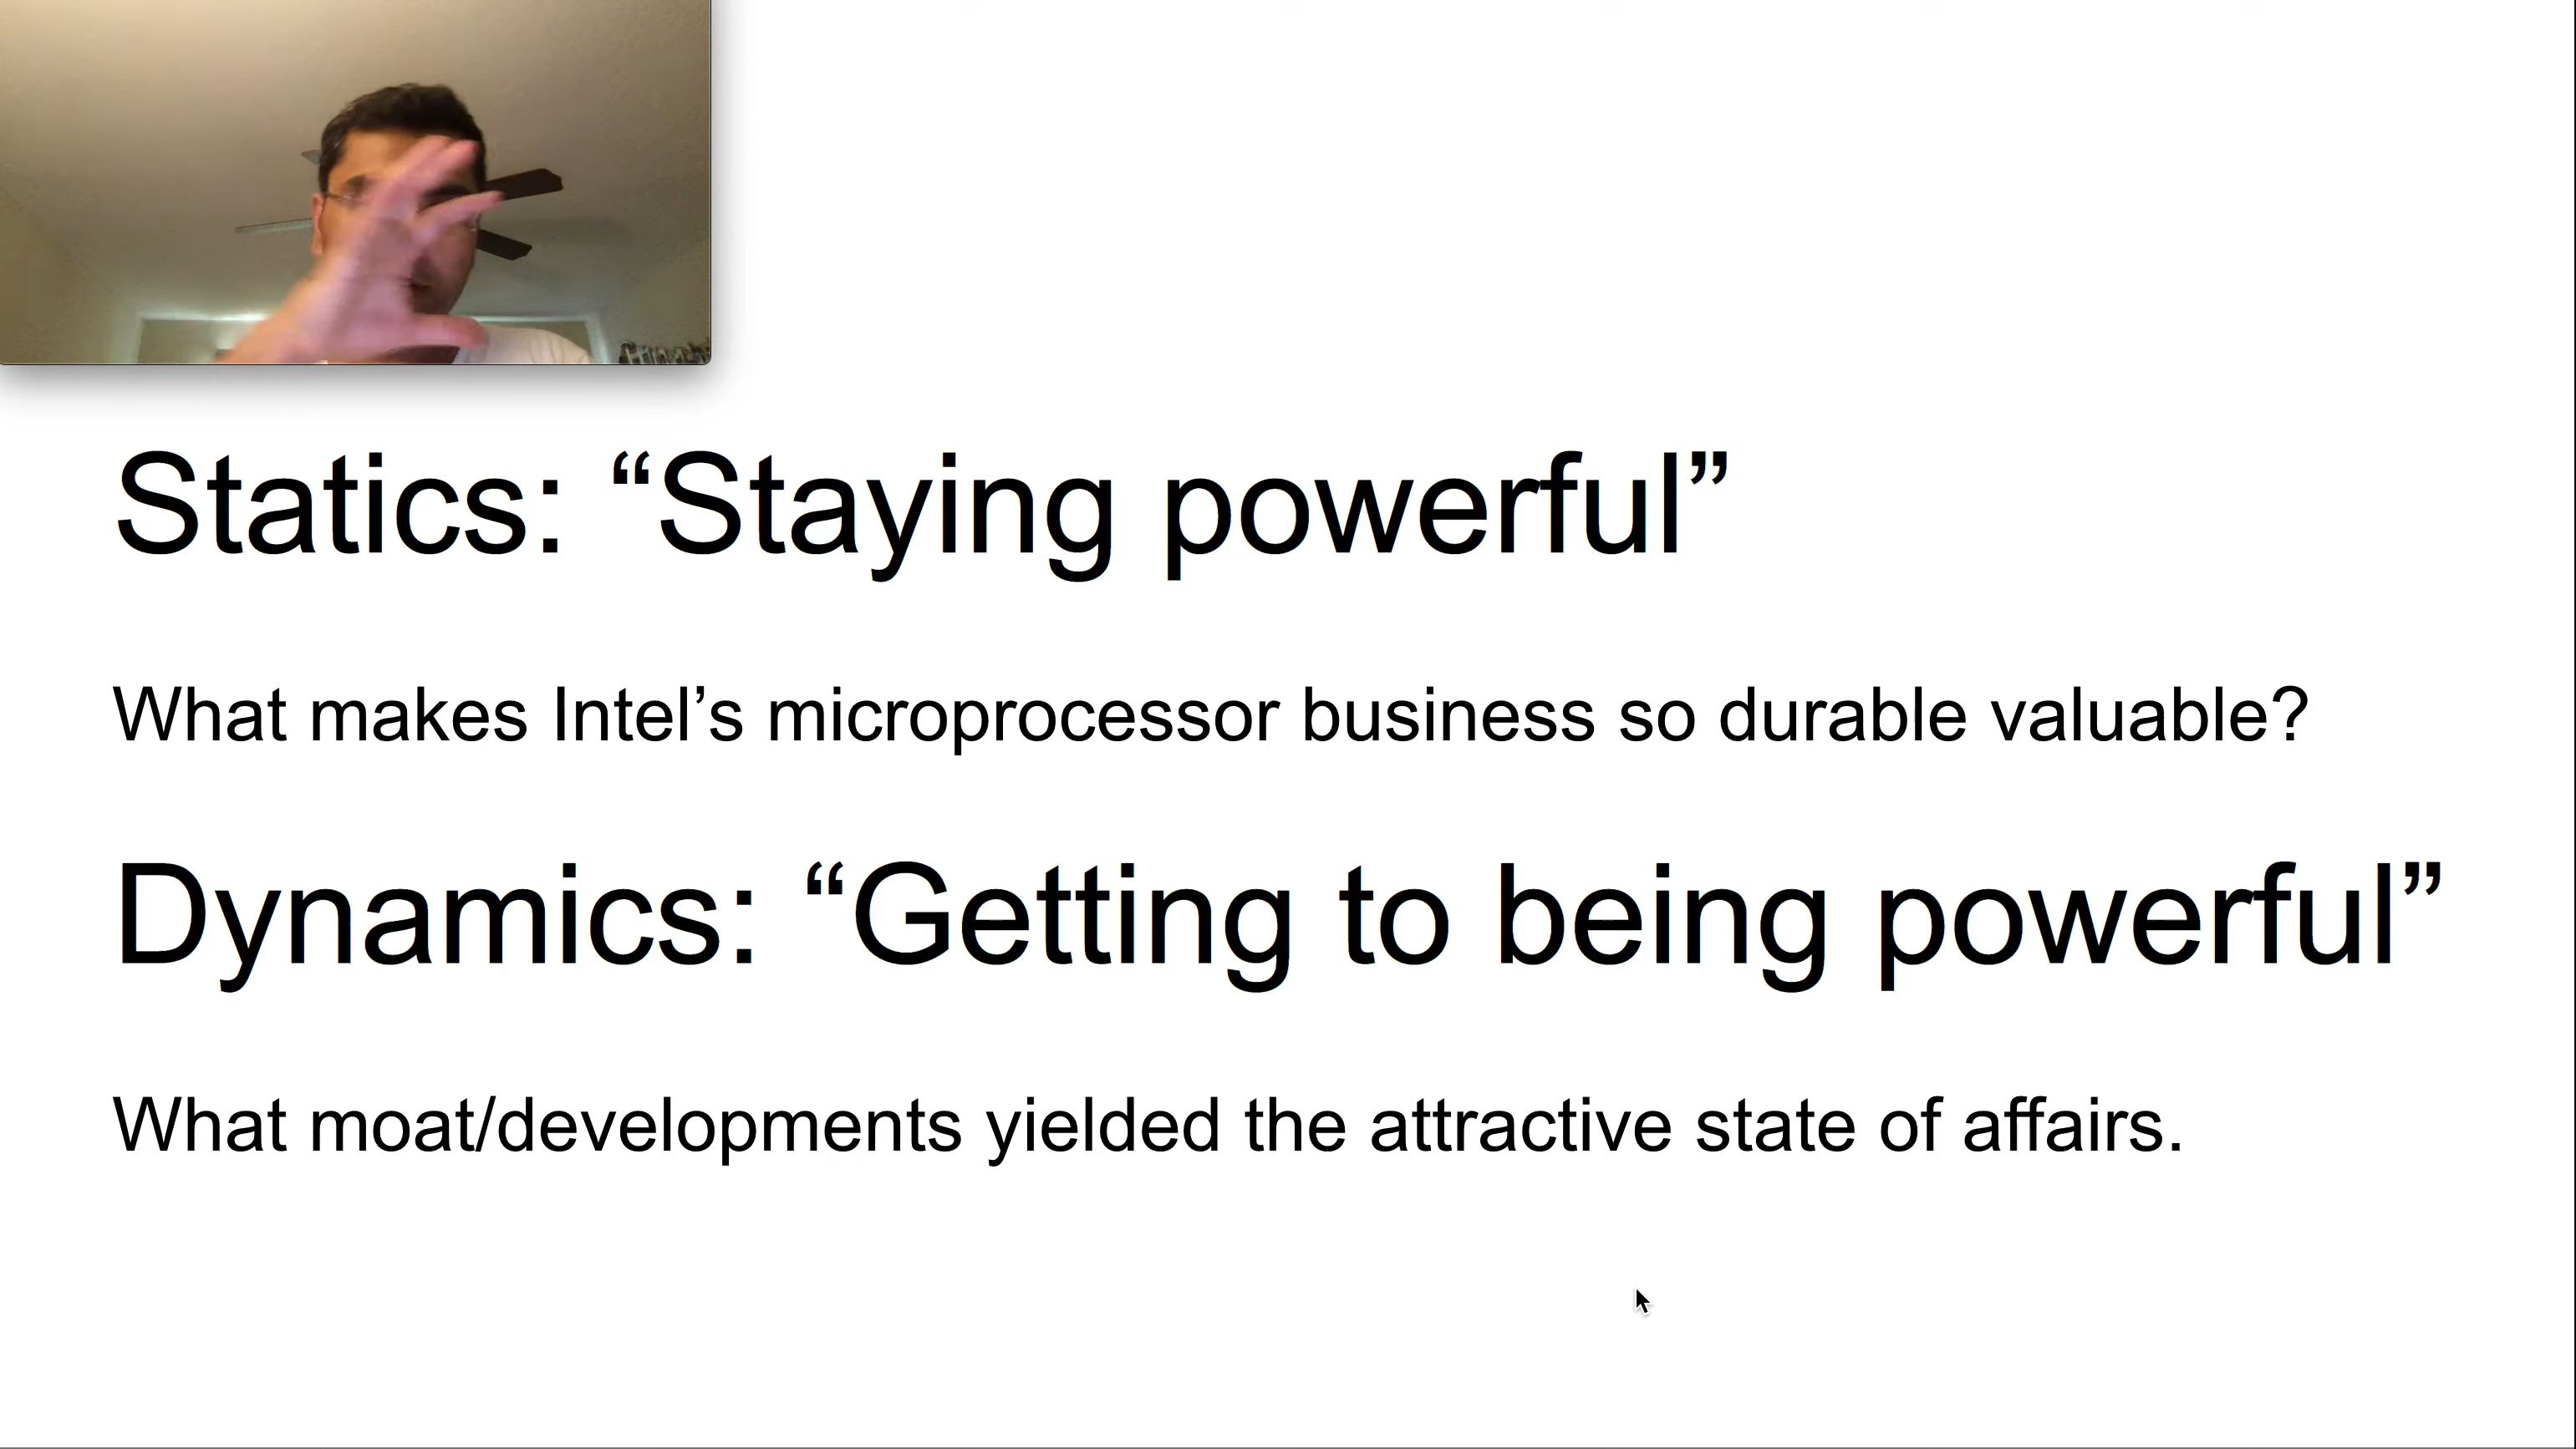 Statics: “Staying powerful”
What makes Intel’s microprocessor business so durable valuable?
Dynamics: “Getting to being powerful”
What moat/developments yielded the attractive state of affairs.